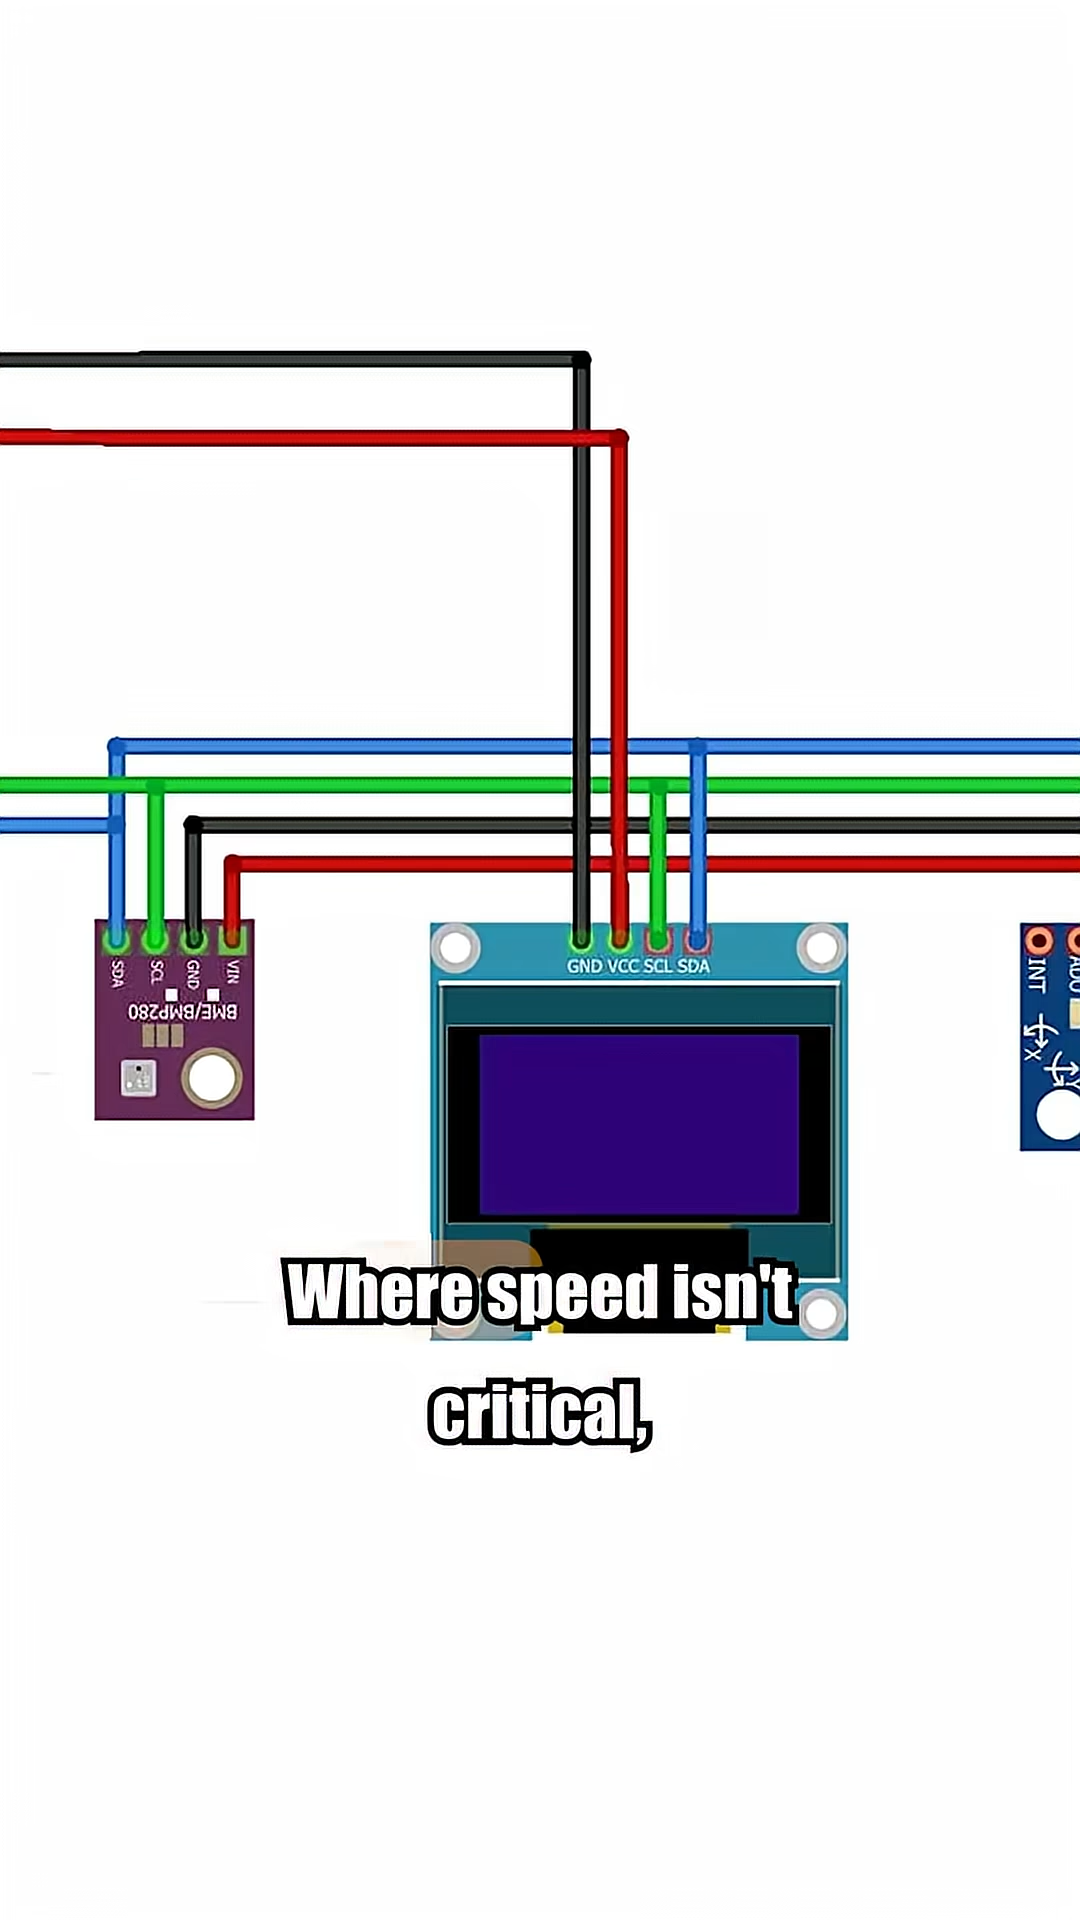 SDA
SCL
GND
VIN
BME/BMP280
GND VCC SCL SDA
INT
X
Y
Where speed isn't
critical,